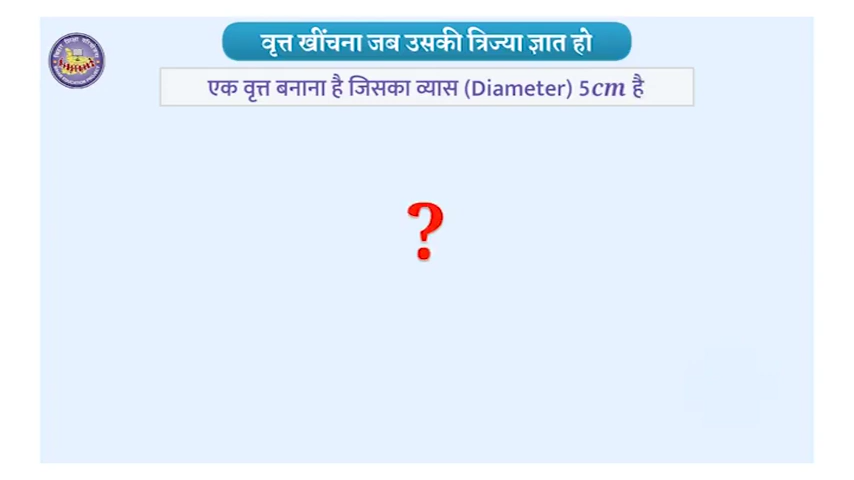 वृत्त खींचना जब उसकी त्रिज्या ज्ञात हो
एक वृत्त बनाना है जिसका व्यास (Diameter) 5cm है
?